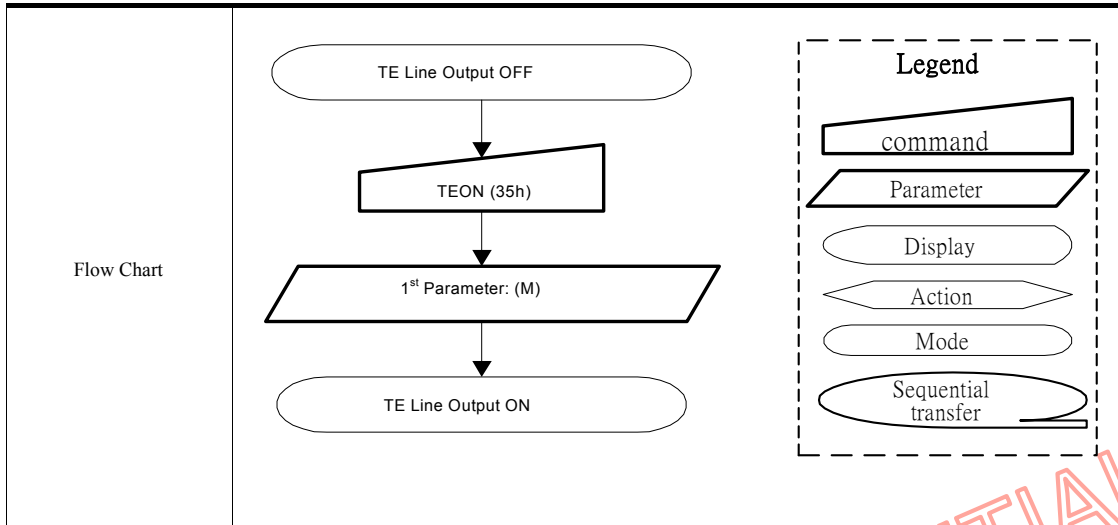 Flow Chart
TE Line Output OFF
TEON (35h)
1st Parameter: (M)
TE Line Output ON
Legend
command
Parameter
Display
Action
Mode
Sequential
transfer